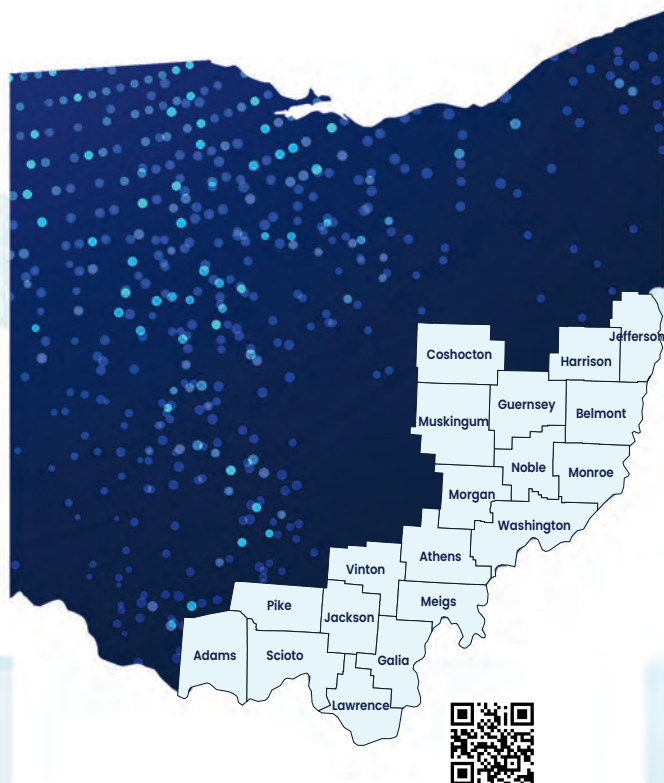 Jefferson
Coshocton
Harrison
Guernsey
Belmont
Muskingum
Noble
Monroe
Morgan
Washington
Athens
Vinton
Meigs
Pike
Jackson
Adams
Scioto
Galia
Lawrence